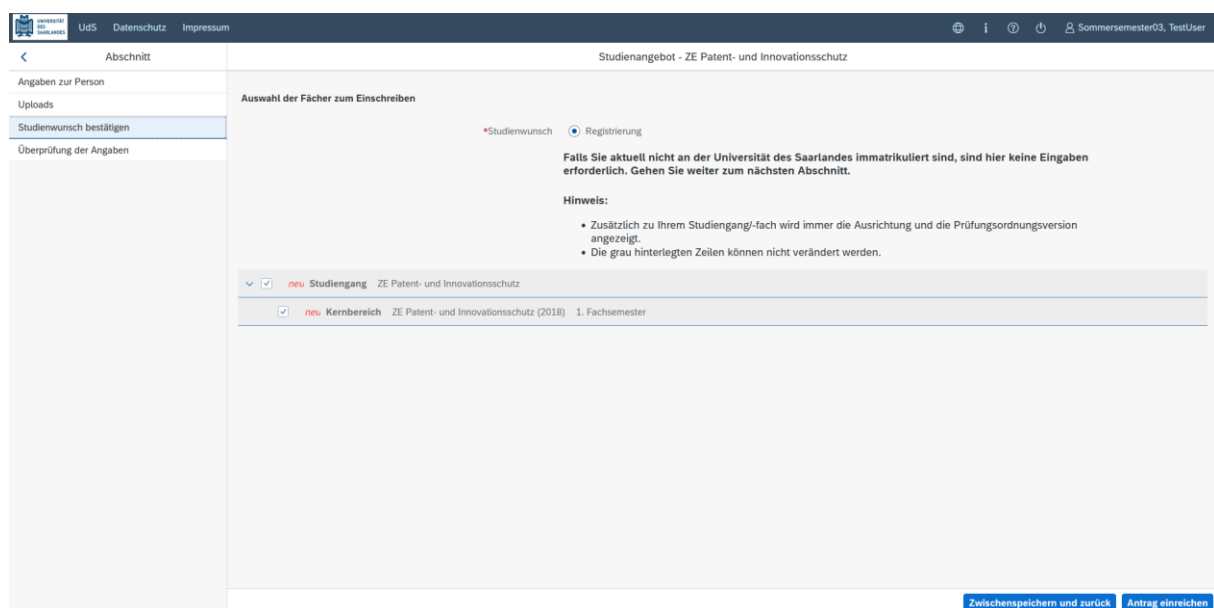 UNIVERSITÄT
DES
SAARLANDES
UdS Datenschutz Impressum
Sommersemester03, TestUser
Abschnitt
Studienangebot - ZE Patent- und Innovationsschutz
Angaben zur Person
Uploads
Studienwunsch bestätigen
Überprüfung der Angaben
Auswahl der Fächer zum Einschreiben
*Studienwunsch Registrierung
Falls Sie aktuell nicht an der Universität des Saarlandes immatrikuliert sind, sind hier keine Eingaben
erforderlich. Gehen Sie weiter zum nächsten Abschnitt.
Hinweis:
• Zusätzlich zu Ihrem Studiengang/-fach wird immer die Ausrichtung und die Prüfungsordnungsversion
angezeigt.
• Die grau hinterlegten Zeilen können nicht verändert werden.
neu Studiengang ZE Patent- und Innovationsschutz
neu Kernbereich ZE Patent- und Innovationsschutz (2018) 1. Fachsemester
Zwischenspeichern und zurück Antrag einreichen